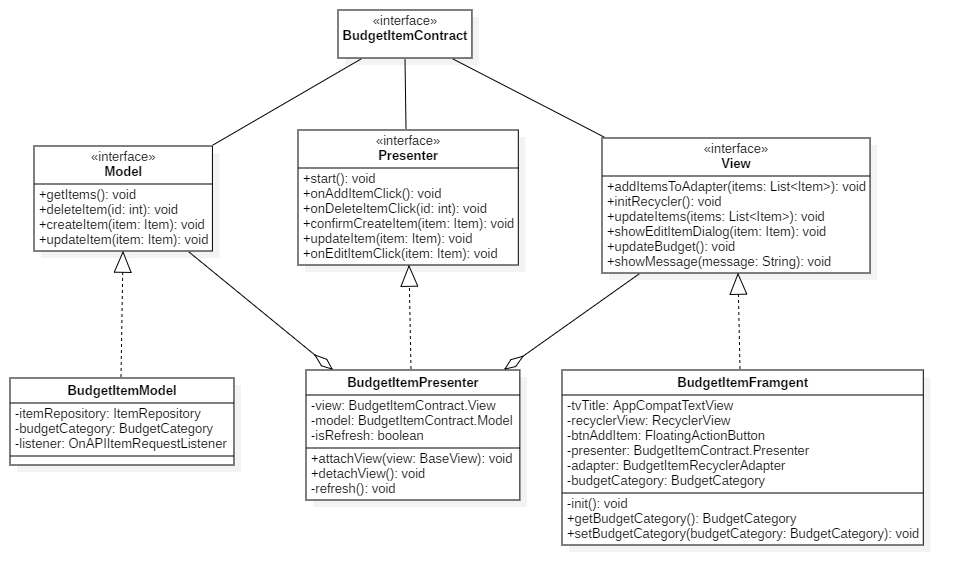 «interface»
BudgetItemContract
«interface»
Model
+getItems(): void
+deleteItem(id: int): void
+createItem(item: Item): void
+updateItem(item: Item): void
«interface»
Presenter
+start(): void
+onAddItemClick(): void
+onDeleteItemClick(id: int): void
+confirmCreateItem(item: Item): void
+updateItem(item: Item): void
+onEditItemClick(item: Item): void
«interface»
View
+addItemsToAdapter(items: List<Item>): void
+initRecycler(): void
+updateItems(items: List<Item>): void
+showEditItemDialog(item: Item): void
+updateBudget(): void
+showMessage(message: String): void
BudgetItemModel
-itemRepository: ItemRepository
-budgetCategory: BudgetCategory
-listener: OnAPIItemRequestListener
BudgetItemPresenter
-view: BudgetItemContract.View
-model: BudgetItemContract.Model
-isRefresh: boolean
+attachView(view: BaseView): void
+detachView(): void
-refresh(): void
BudgetItemFramgent
-tvTitle: AppCompatTextView
-recyclerView: RecyclerView
-btnAddItem: FloatingActionButton
-presenter: BudgetItemContract.Presenter
-adapter: BudgetItemRecyclerAdapter
-budgetCategory: BudgetCategory
-init(): void
+getBudgetCategory(): BudgetCategory
+setBudgetCategory(budgetCategory: BudgetCategory): void